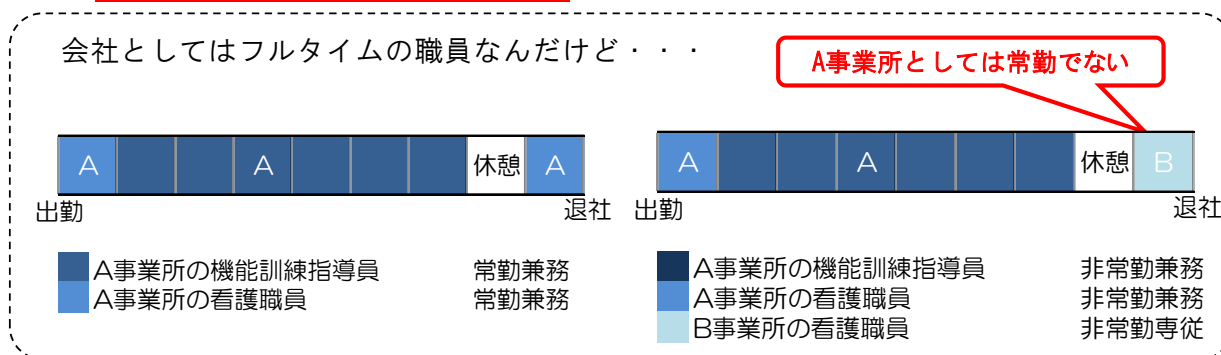 会社としてはフルタイムの職員なんだけど・・・
A事業所としては常勤でない
A A 休憩 A
出勤 退社
A事業所の機能訓練指導員 常勤兼務
A事業所の看護職員 常勤兼務
A A 休憩 B
出勤 退社
A事業所の機能訓練指導員 非常勤兼務
A事業所の看護職員 非常勤兼務
B事業所の看護職員 非常勤専従